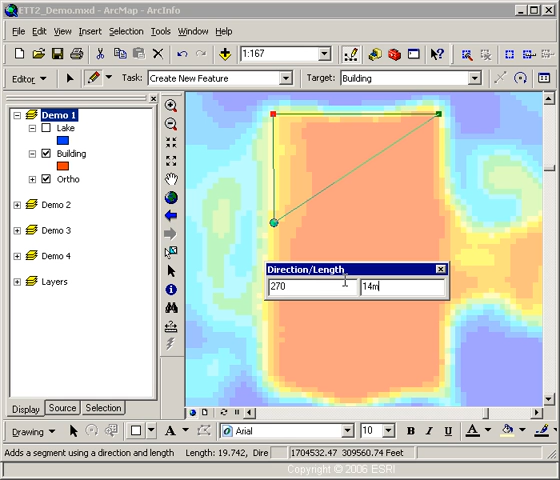 ETT2_Demo.mxd - ArcMap - ArcInfo
File Edit View Insert Selection Tools Window Help
1:167
Editor Task: Create New Feature Target: Building
Demo 1
Lake
Building
Ortho
Demo 2
Demo 3
Demo 4
Layers
Direction/Length
270 14m
Display Source Selection
Drawing A Arial 10 B I U A
Adds a segment using a direction and length Length: 19.742, Dire 1704532.47 309560.74 Feet
Copyright © 2006 ESRI